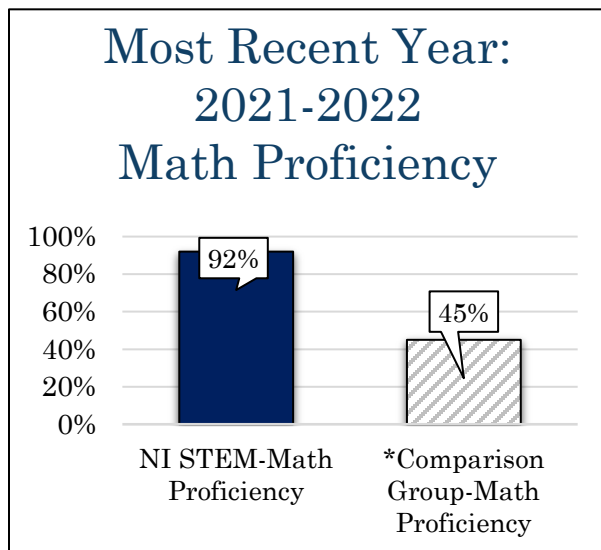 Most Recent Year:
2021-2022
Math Proficiency
100%
80%
60%
40%
20%
0%
92%
45%
NI STEM-Math
Proficiency
*Comparison
Group-Math
Proficiency